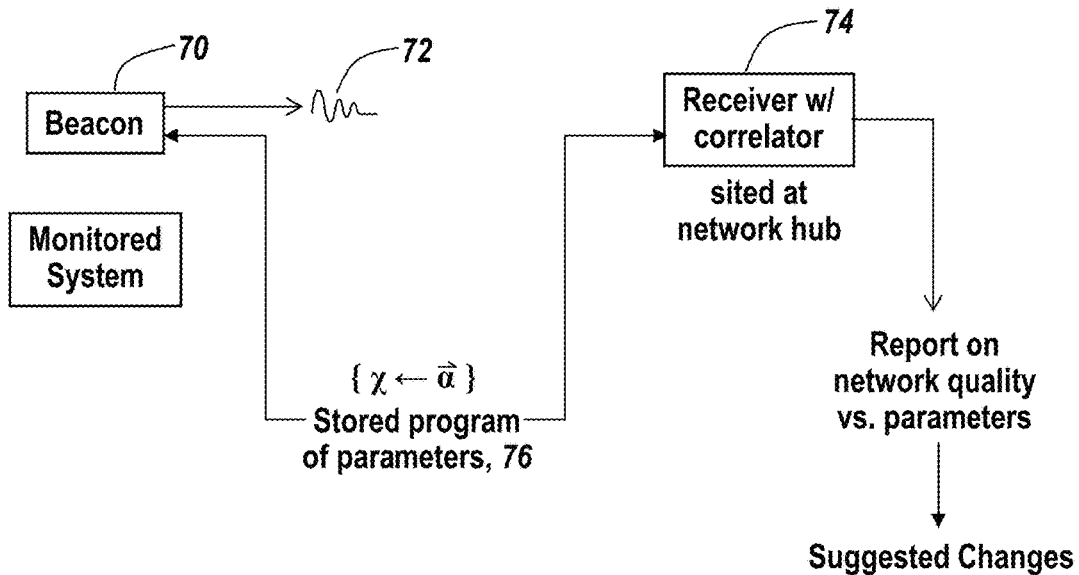 70
72
74
Beacon
Receiver w/
correlator
sited at
network hub
Monitored
System
{ χ ← α⃗ }
Stored program
of parameters, 76
Report on
network quality
vs. parameters
Suggested Changes